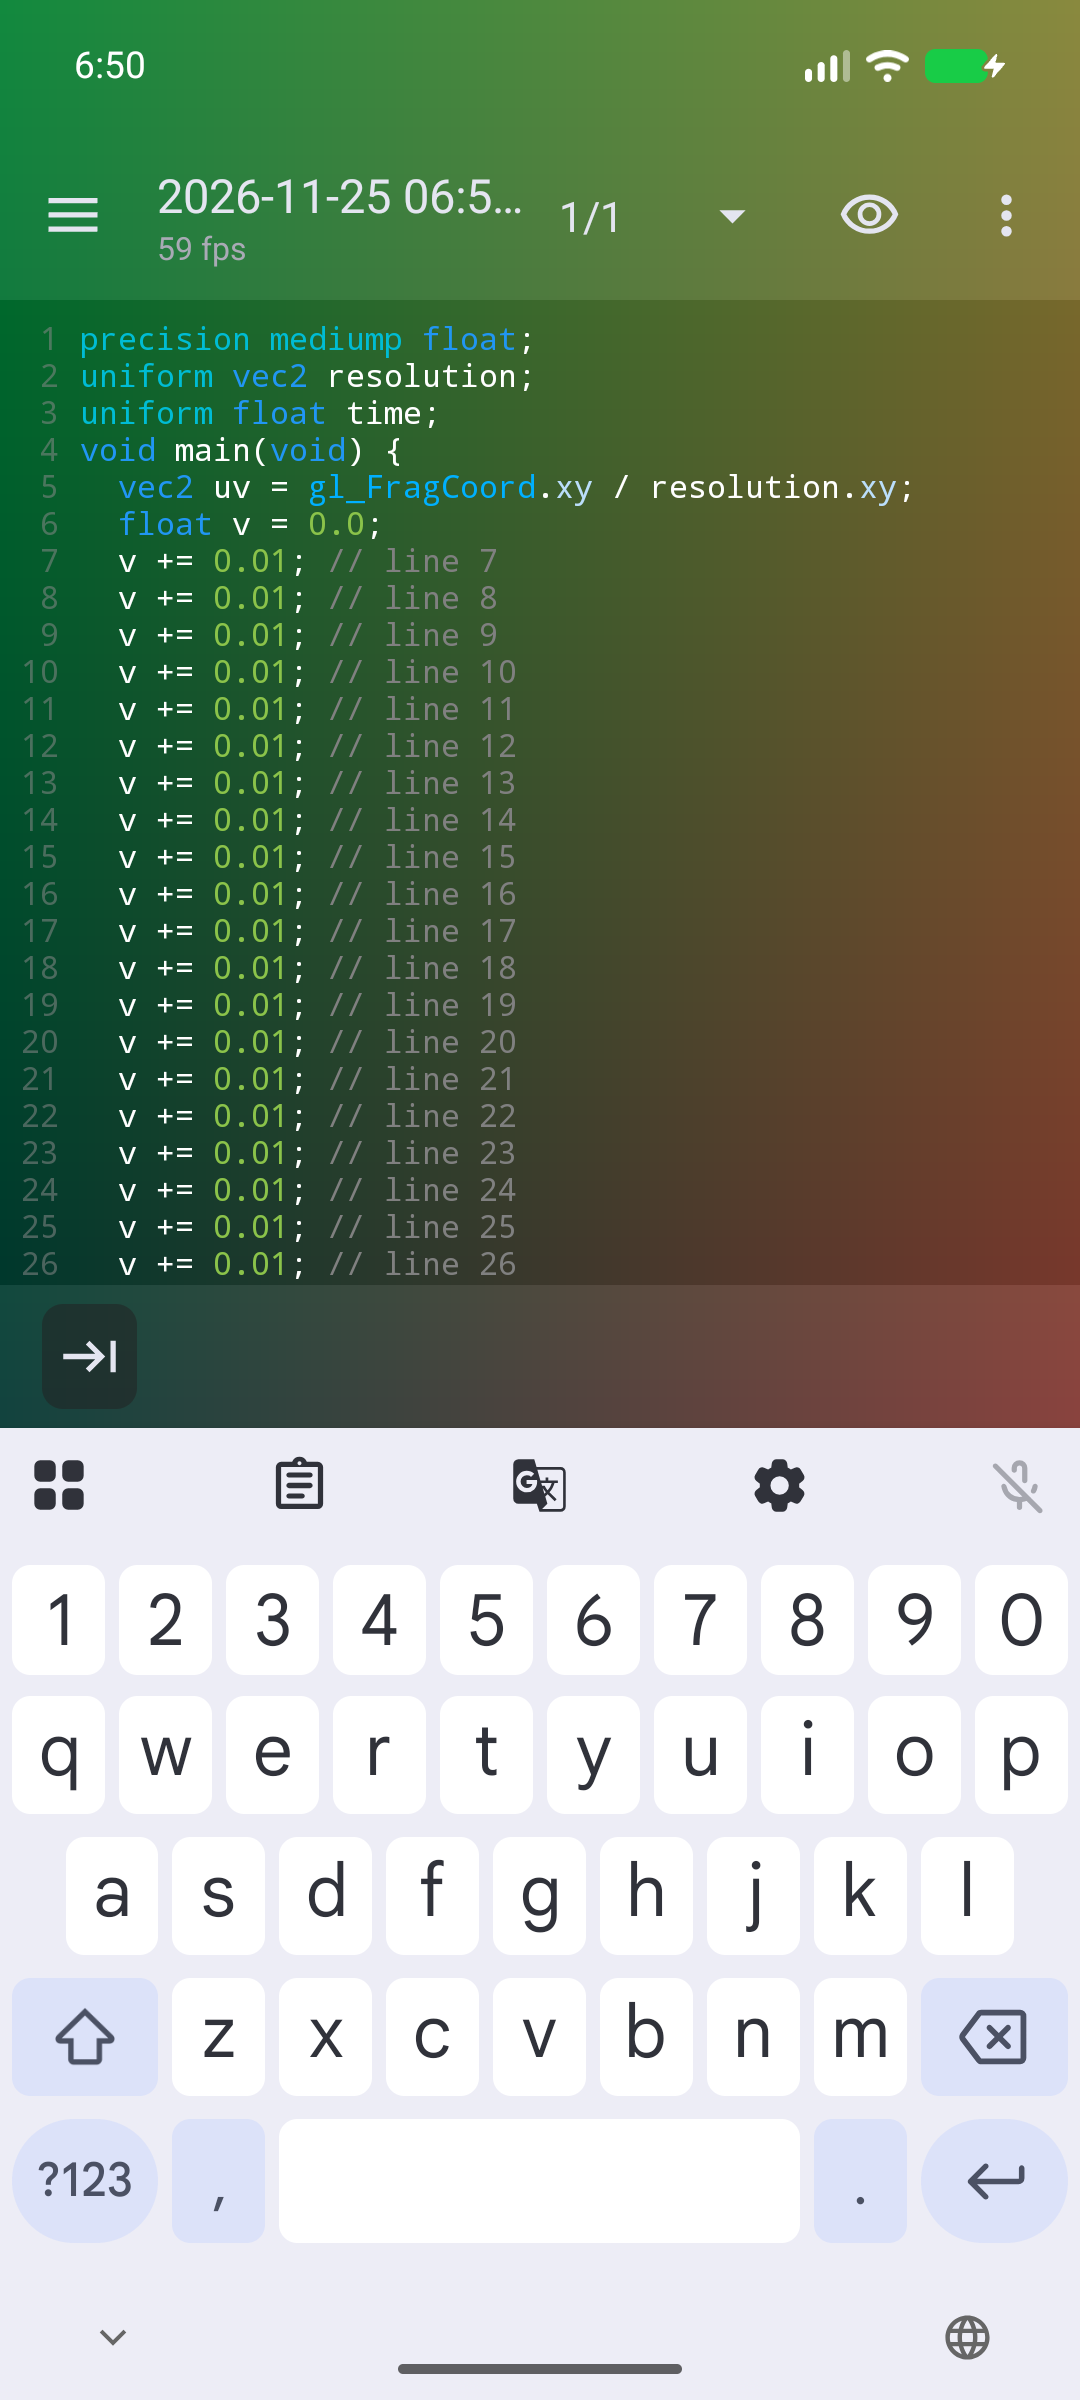 6:50
2026-11-25 06:5... 1/1
59 fps
1 precision mediump float;
2 uniform vec2 resolution;
3 uniform float time;
4 void main(void) {
5   vec2 uv = gl_FragCoord.xy / resolution.xy;
6   float v = 0.0;
7   v += 0.01; // line 7
8   v += 0.01; // line 8
9   v += 0.01; // line 9
10   v += 0.01; // line 10
11   v += 0.01; // line 11
12   v += 0.01; // line 12
13   v += 0.01; // line 13
14   v += 0.01; // line 14
15   v += 0.01; // line 15
16   v += 0.01; // line 16
17   v += 0.01; // line 17
18   v += 0.01; // line 18
19   v += 0.01; // line 19
20   v += 0.01; // line 20
21   v += 0.01; // line 21
22   v += 0.01; // line 22
23   v += 0.01; // line 23
24   v += 0.01; // line 24
25   v += 0.01; // line 25
26   v += 0.01; // line 26
G 文
1 2 3 4 5 6 7 8 9 0
q w e r t y u i o p
a s d f g h j k l
z x c v b n m
?123 , .